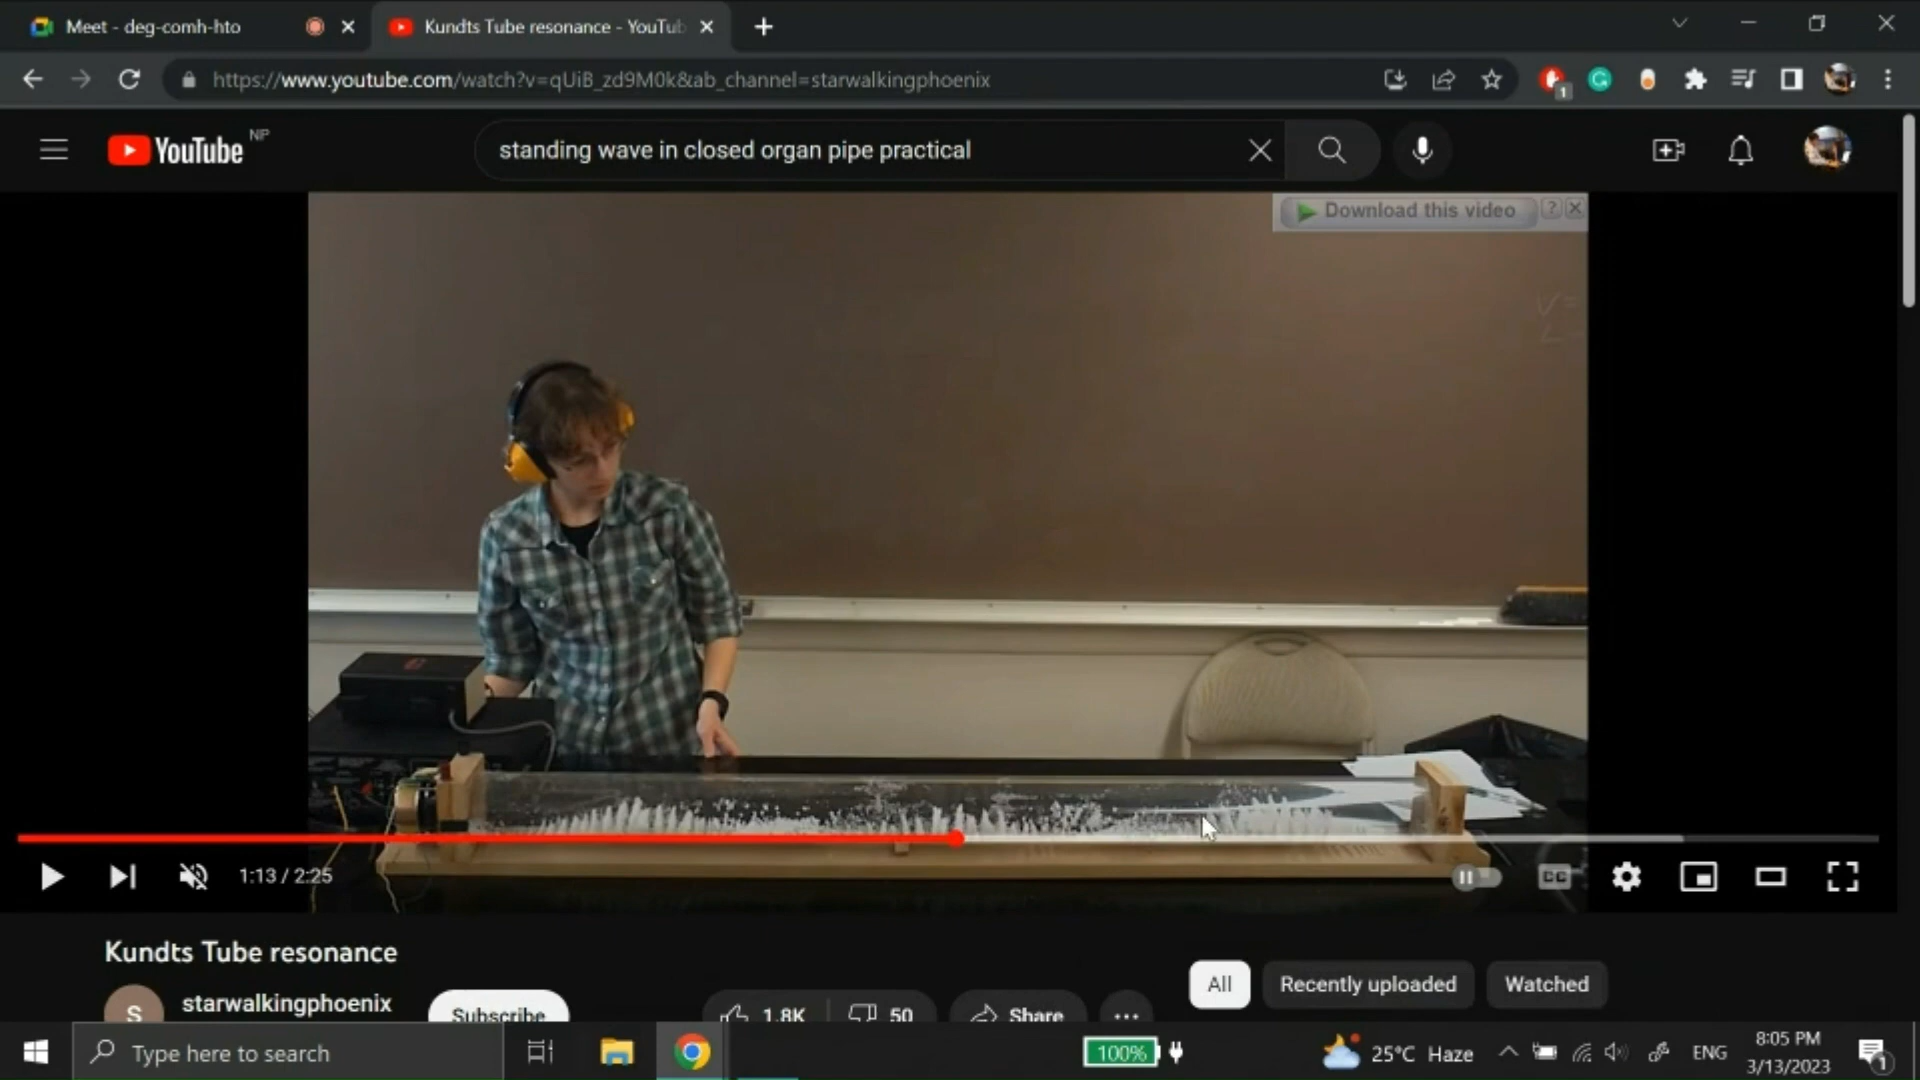 Meet - deg-comh-hto
Kundts Tube resonance - YouTub
https://www.youtube.com/watch?v=qUiB_zd9M0k&ab_channel=starwalkingphoenix
1
YouTube NP
standing wave in closed organ pipe practical
Download this video ?
1:13 / 2:25
CC
Kundts Tube resonance
S
starwalkingphoenix
Subscribe
1.8K
50
Share
All
Recently uploaded
Watched
Type here to search
100%
25°C Haze
ENG
8:05 PM
3/13/2023
1